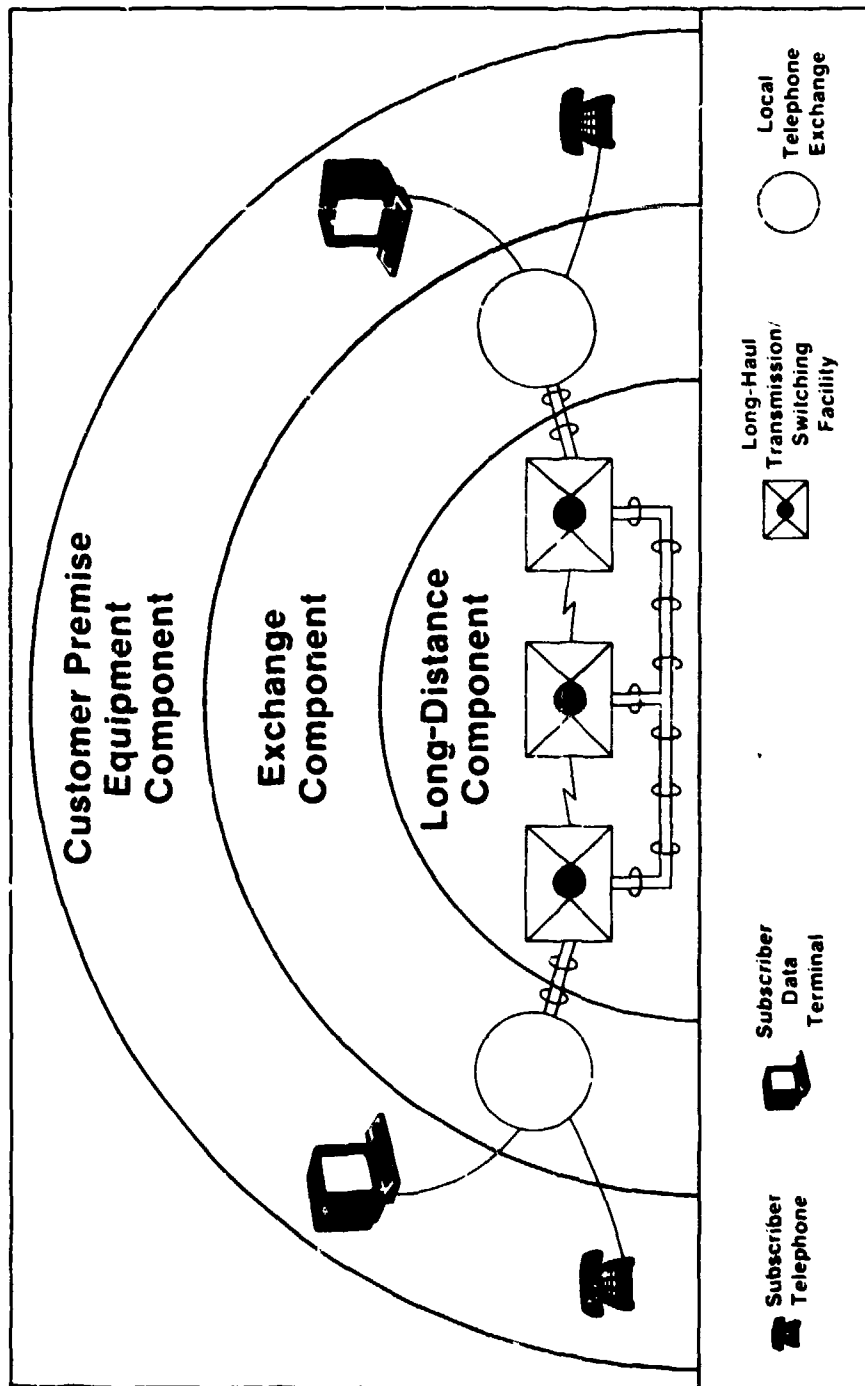 Customer Premise
Equipment
Component
Exchange
Component
Long-Distance
Component
Subscriber
Telephone
Subscriber
Data
Terminal
Long-Haul
Transmission/
Switching
Facility
Local
Telephone
Exchange